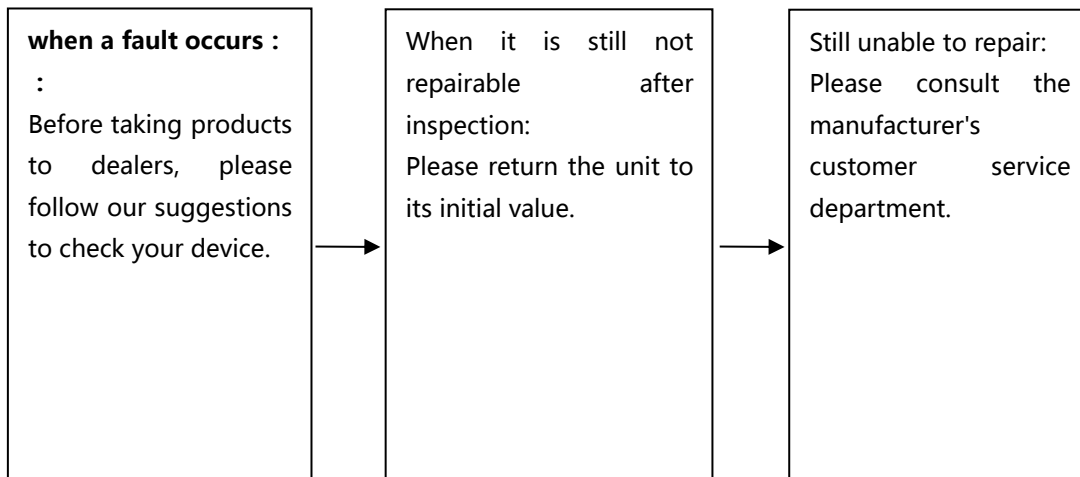 when a fault occurs :
:
Before taking products
to dealers, please
follow our suggestions
to check your device.
When it is still not
repairable after
inspection:
Please return the unit to
its initial value.
Still unable to repair:
Please consult the
manufacturer's
customer service
department.